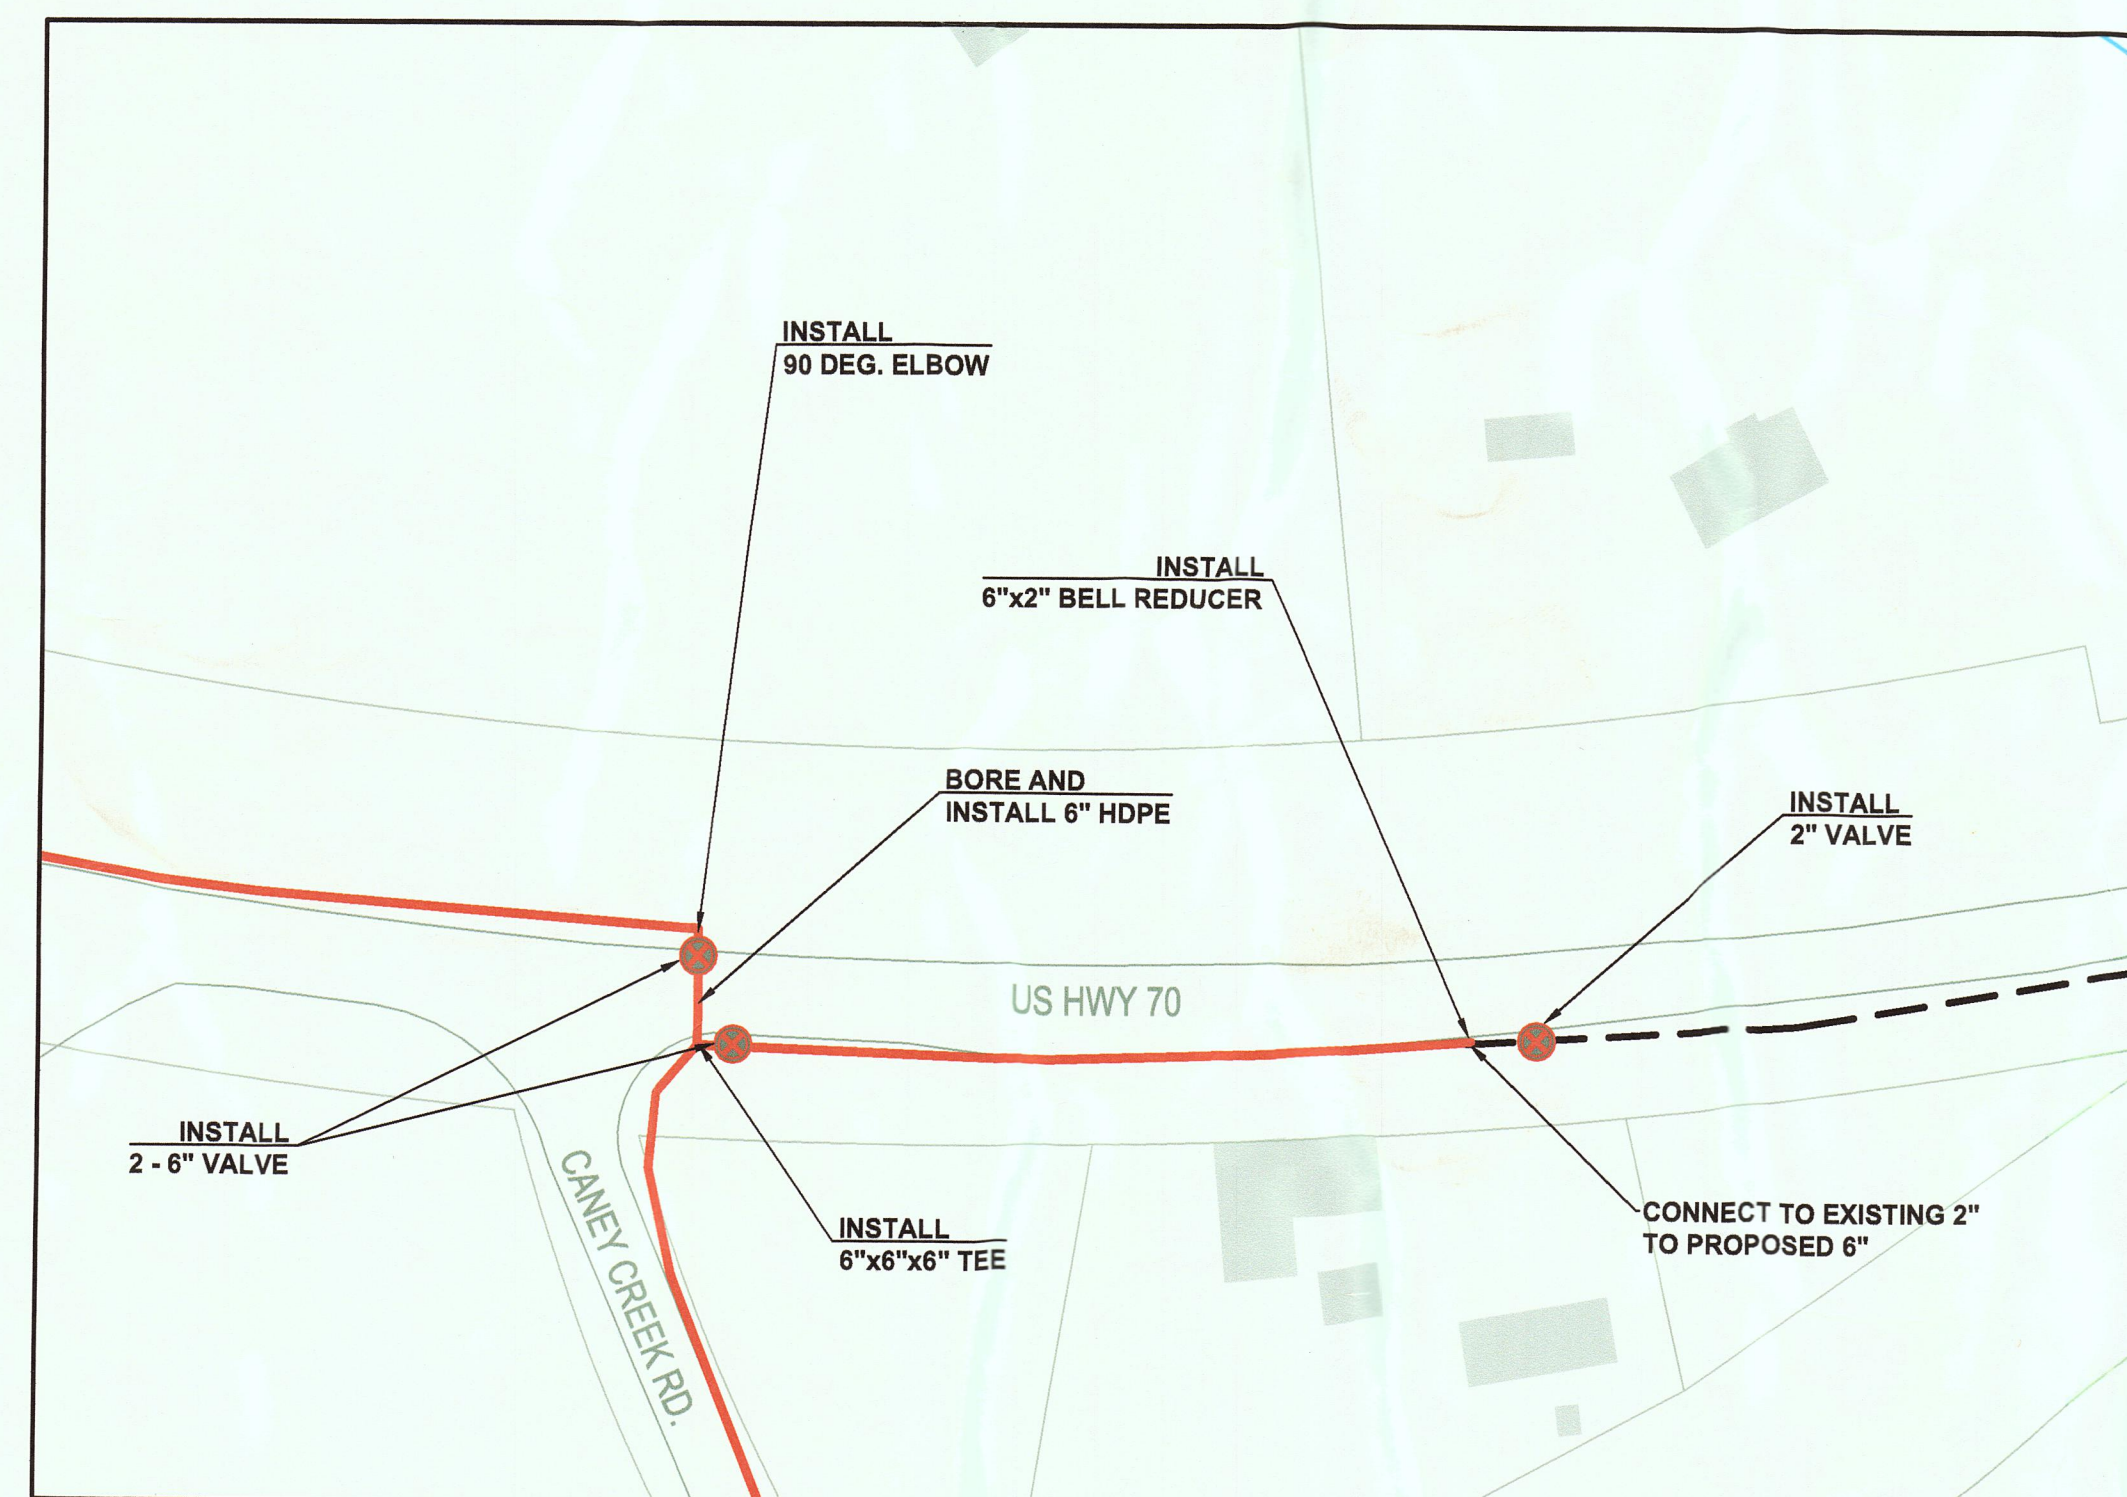 INSTALL
90 DEG. ELBOW
INSTALL
6"x2" BELL REDUCER
BORE AND
INSTALL 6" HDPE
INSTALL
2" VALVE
US HWY 70
INSTALL
2 - 6" VALVE
CANEY CREEK RD.
INSTALL
6"x6"x6" TEE
CONNECT TO EXISTING 2"
TO PROPOSED 6"